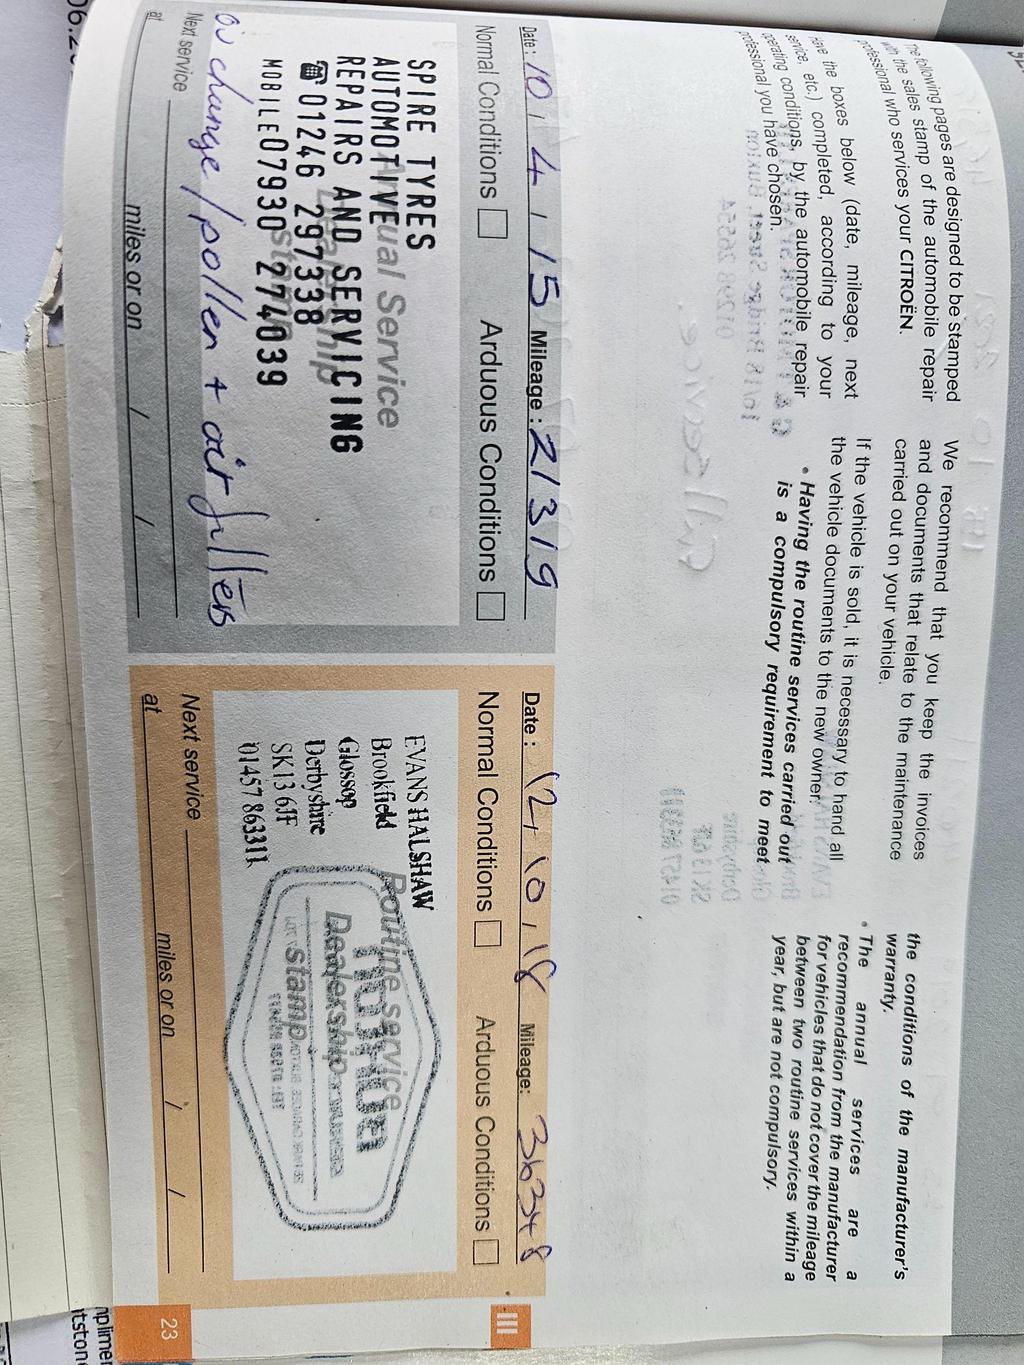 The following pages are designed to be stamped
with the sales stamp of the automobile repair
professional who services your CITROËN.
Have the boxes below (date, mileage, next
service, etc.) completed, according to your
operating conditions, by the automobile repair
professional you have chosen.
We recommend that you keep the invoices
and documents that relate to the maintenance
carried out on your vehicle.
If the vehicle is sold, it is necessary to hand all
the vehicle documents to the new owner.
• Having the routine services carried out
is a compulsory requirement to meet
the conditions of the manufacturer's
warranty.
• The annual services are a
recommendation from the manufacturer
for vehicles that do not cover the mileage
between two routine services within a
year, but are not compulsory.
Date: 10, 4, 15 Mileage: 21319
Normal Conditions Arduous Conditions
Annual Service
Dealership
stamp
SPIRE TYRES
AUTOMOTIVE
REPAIRS AND SERVICING
☎ 01246 297338
MOBILE 07930 274039
oil change / pollen + air fillters
Next service
at miles or on / /
Date: 12, 10, 18 Mileage: 36348
Normal Conditions Arduous Conditions
Routine service
Dealership
stamp
EVANS HALSHAW
Brookfield
Glossop
Derbyshire
SK13 6JF
01457 863311
Next service
at miles or on / /
III
23